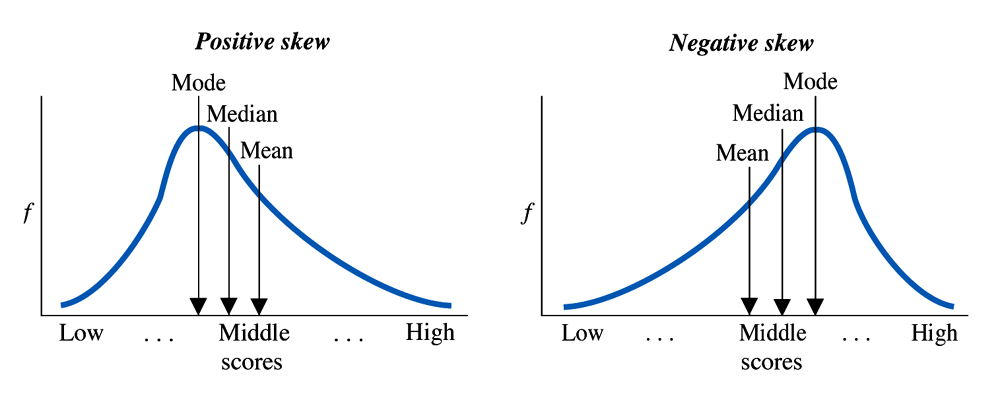 Positive skew
Mode
Median
Mean
f
Low ... Middle ... High
scores
Negative skew
Mode
Median
Mean
f
Low ... Middle ... High
scores